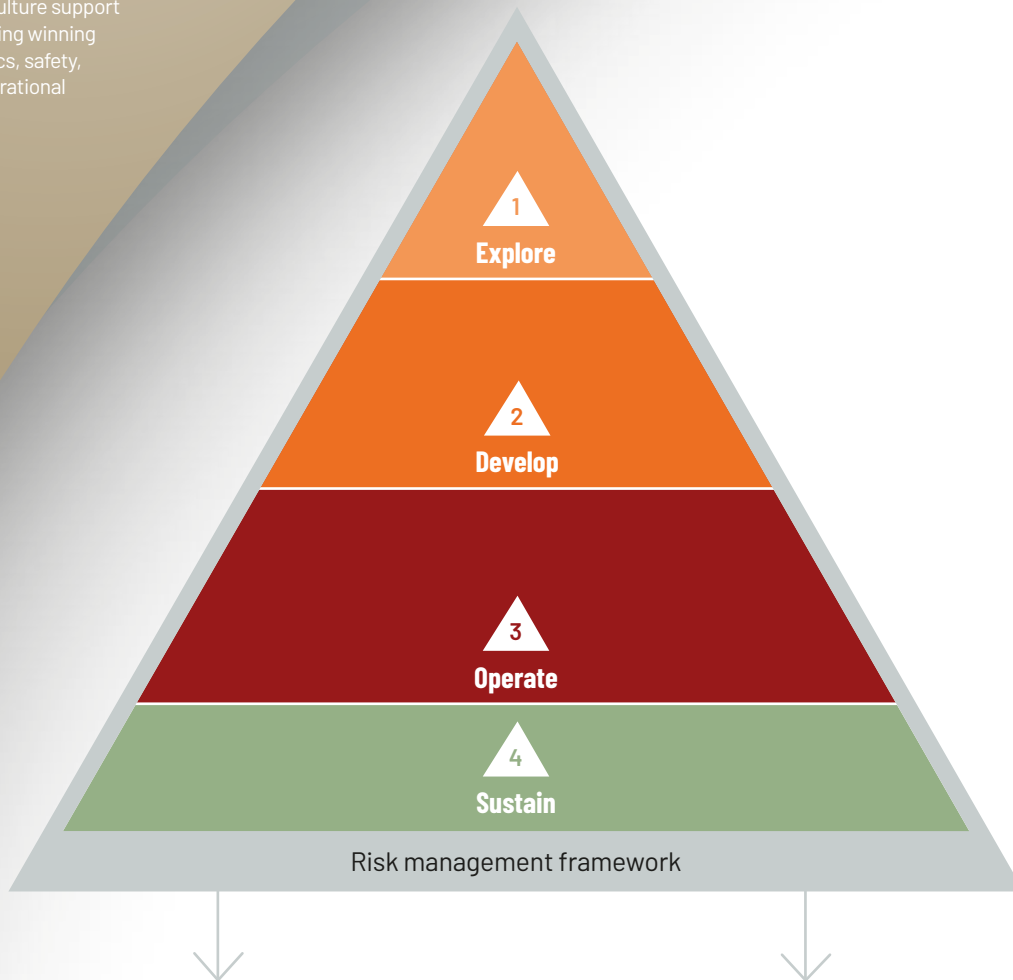 ulture support
ing winning
cs, safety,
rational
1
Explore
2
Develop
3
Operate
4
Sustain
Risk management framework